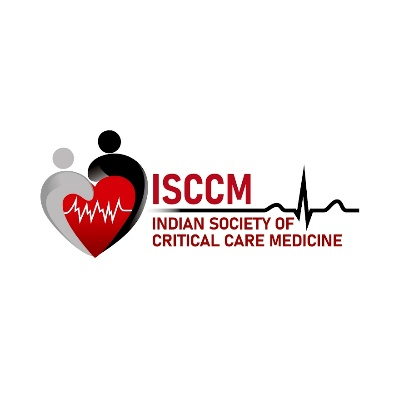 ISCCM
INDIAN SOCIETY OF
CRITICAL CARE MEDICINE